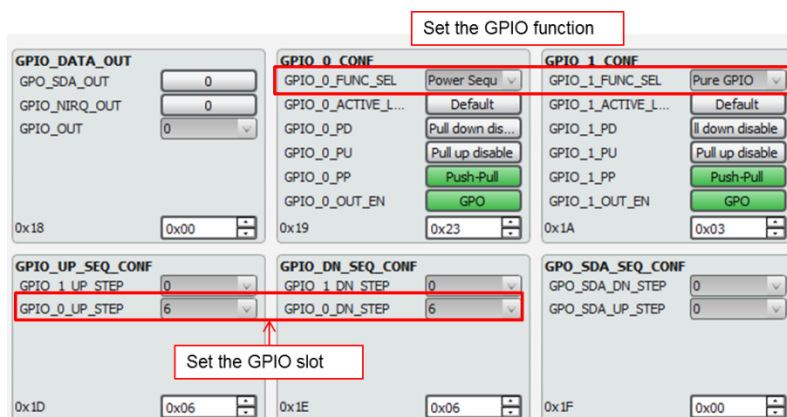 Set the GPIO function
GPIO_DATA_OUT
GPO_SDA_OUT 0
GPIO_NIRQ_OUT 0
GPIO_OUT 0
0x18 0x00
GPIO_0_CONF
GPIO_0_FUNC_SEL Power Sequ
GPIO_0_ACTIVE_L... Default
GPIO_0_PD Pull down dis...
GPIO_0_PU Pull up disable
GPIO_0_PP Push-Pull
GPIO_0_OUT_EN GPO
0x19 0x23
GPIO_1_CONF
GPIO_1_FUNC_SEL Pure GPIO
GPIO_1_ACTIVE_L... Default
GPIO_1_PD ll down disable
GPIO_1_PU Pull up disable
GPIO_1_PP Push-Pull
GPIO_1_OUT_EN GPO
0x1A 0x03
GPIO_UP_SEQ_CONF
GPIO_1_UP_STEP 0
GPIO_0_UP_STEP 6
0x1D 0x06
GPIO_DN_SEQ_CONF
GPIO_1_DN_STEP 0
GPIO_0_DN_STEP 6
0x1E 0x06
GPO_SDA_SEQ_CONF
GPO_SDA_DN_STEP 0
GPO_SDA_UP_STEP 0
0x1F 0x00
Set the GPIO slot